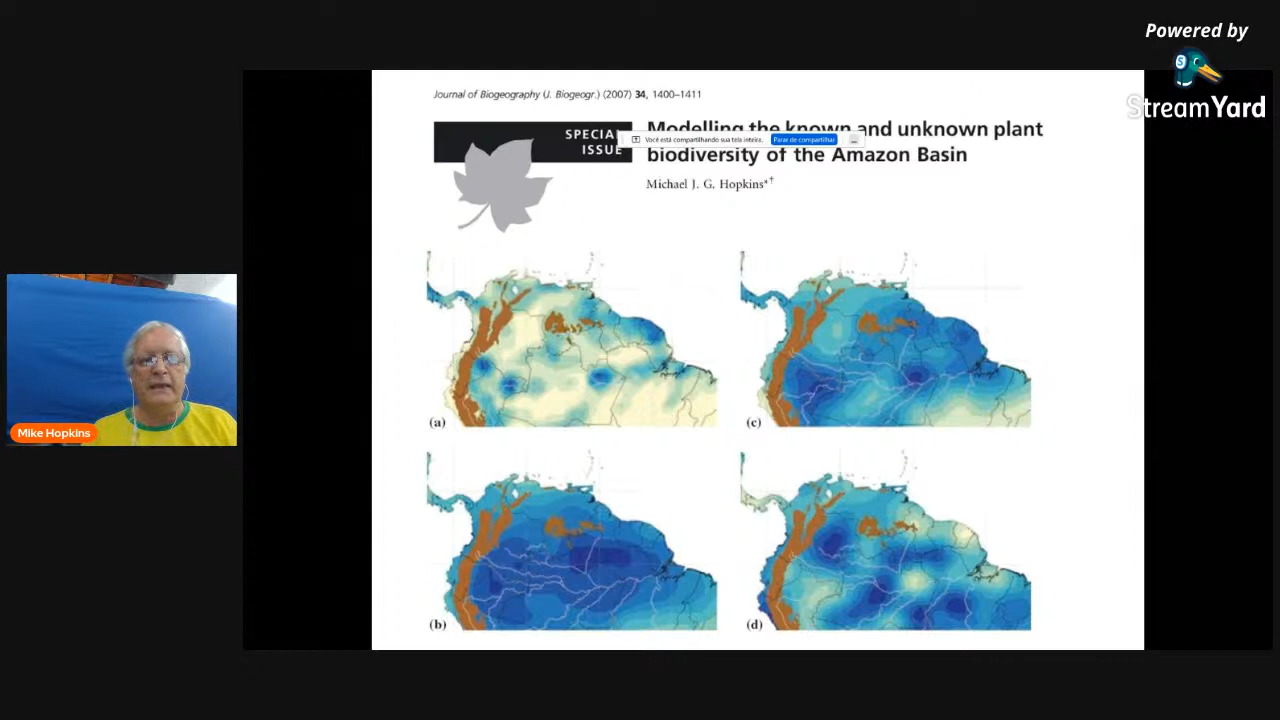 Powered by
StreamYard
Journal of Biogeography (J. Biogeogr.) (2007) 34, 1400–1411
SPECIAL
ISSUE
Modelling the known and unknown plant
Você está compartilhando sua tela inteira. Parar de compartilhar
biodiversity of the Amazon Basin
Michael J. G. Hopkins*†
(a)
(c)
Mike Hopkins
(b)
(d)